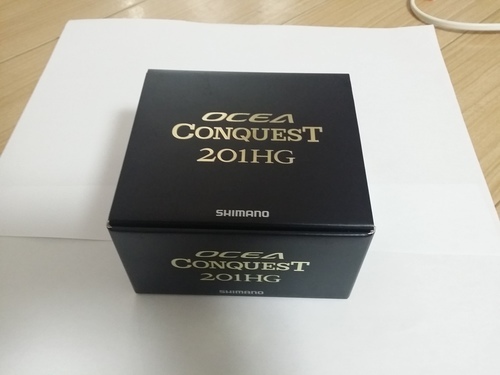 OCEA
CONQUEST
201HG
SHIMANO
OCEA
CONQUEST
201HG
SHIMANO